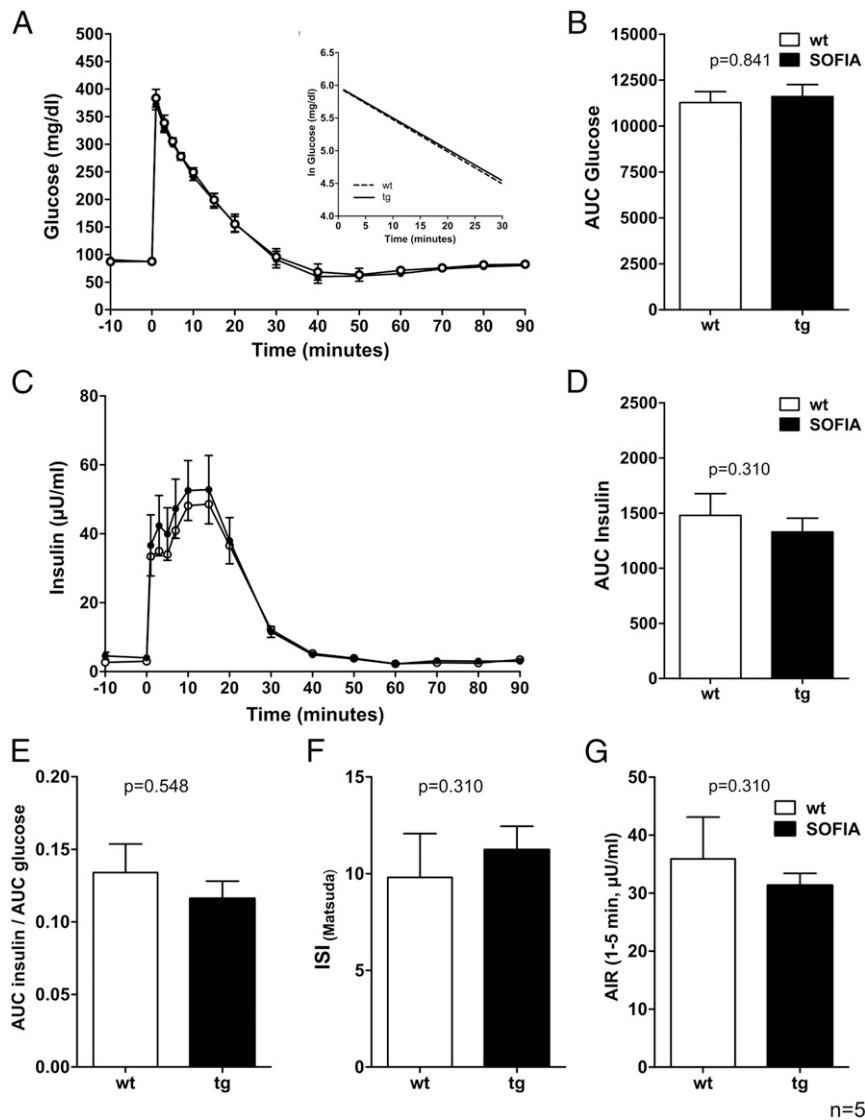 A
Glucose (mg/dl)
500
450
400
350
300
250
200
150
100
50
0
-10 0 10 20 30 40 50 60 70 80 90
Time (minutes)
ln Glucose (mg/dl)
6.5
6.0
5.5
5.0
4.5
4.0
wt
tg
0 5 10 15 20 25 30
Time (minutes)
B
wt
SOFIA
p=0.841
AUC Glucose
15000
12500
10000
7500
5000
2500
0
wt tg
C
Insulin (µU/ml)
80
60
40
20
0
-10 0 10 20 30 40 50 60 70 80 90
Time (minutes)
D
wt
SOFIA
p=0.310
AUC Insulin
2500
2000
1500
1000
500
0
wt tg
E
p=0.548
AUC insulin / AUC glucose
0.20
0.15
0.10
0.05
0.00
wt tg
F
p=0.310
ISI (Matsuda)
15
10
5
0
wt tg
G
p=0.310
wt
SOFIA
AIR (1-5 min, µU/ml)
50
40
30
20
10
0
wt tg
n=5